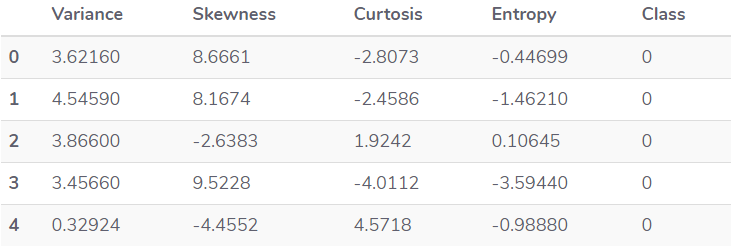 Variance Skewness Curtosis Entropy Class
0 3.62160 8.6661 -2.8073 -0.44699 0
1 4.54590 8.1674 -2.4586 -1.46210 0
2 3.86600 -2.6383 1.9242 0.10645 0
3 3.45660 9.5228 -4.0112 -3.59440 0
4 0.32924 -4.4552 4.5718 -0.98880 0